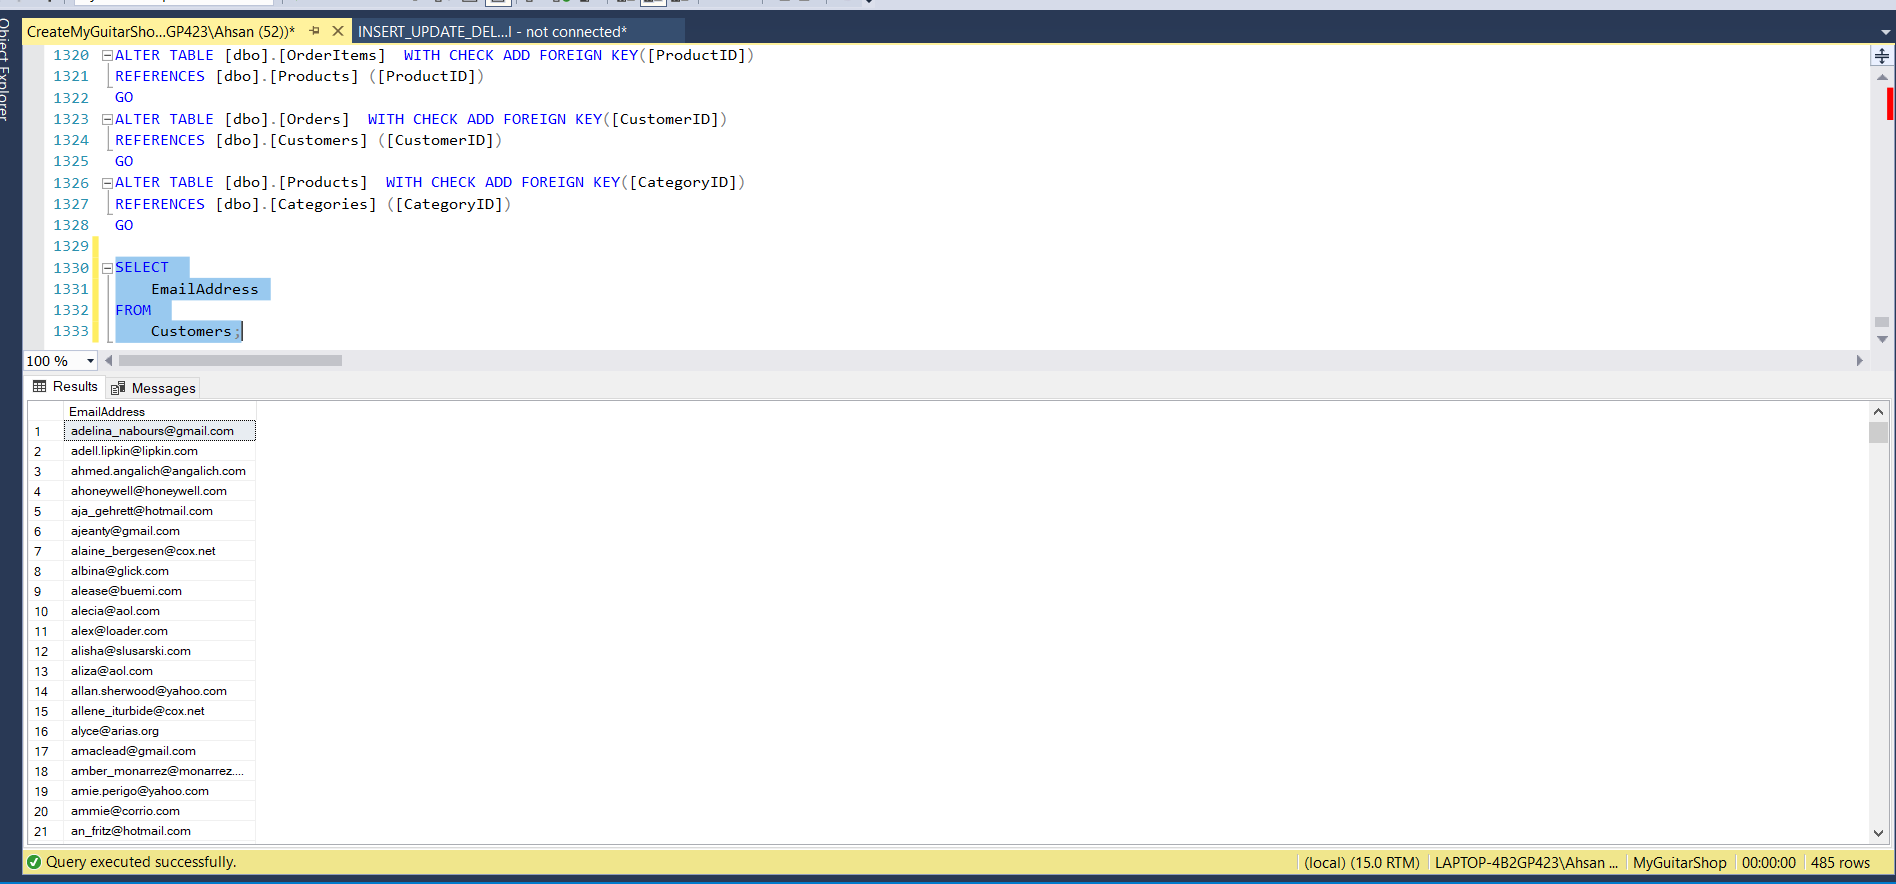 CreateMyGuitarSho...GP423\Ahsan (52))*
INSERT_UPDATE_DEL...l - not connected*
Object Explorer
1320 ALTER TABLE [dbo].[OrderItems]  WITH CHECK ADD FOREIGN KEY([ProductID])
1321 REFERENCES [dbo].[Products] ([ProductID])
1322 GO
1323 ALTER TABLE [dbo].[Orders]  WITH CHECK ADD FOREIGN KEY([CustomerID])
1324 REFERENCES [dbo].[Customers] ([CustomerID])
1325 GO
1326 ALTER TABLE [dbo].[Products]  WITH CHECK ADD FOREIGN KEY([CategoryID])
1327 REFERENCES [dbo].[Categories] ([CategoryID])
1328 GO
1329
1330 SELECT
1331     EmailAddress
1332 FROM
1333     Customers;
100 %
Results Messages
EmailAddress
1 adelina_nabours@gmail.com
2 adell.lipkin@lipkin.com
3 ahmed.angalich@angalich.com
4 ahoneywell@honeywell.com
5 aja_gehrett@hotmail.com
6 ajeanty@gmail.com
7 alaine_bergesen@cox.net
8 albina@glick.com
9 alease@buemi.com
10 alecia@aol.com
11 alex@loader.com
12 alisha@slusarski.com
13 aliza@aol.com
14 allan.sherwood@yahoo.com
15 allene_iturbide@cox.net
16 alyce@arias.org
17 amaclead@gmail.com
18 amber_monarrez@monarrez....
19 amie.perigo@yahoo.com
20 ammie@corrio.com
21 an_fritz@hotmail.com
Query executed successfully.
(local) (15.0 RTM)
LAPTOP-4B2GP423\Ahsan ...
MyGuitarShop
00:00:00
485 rows